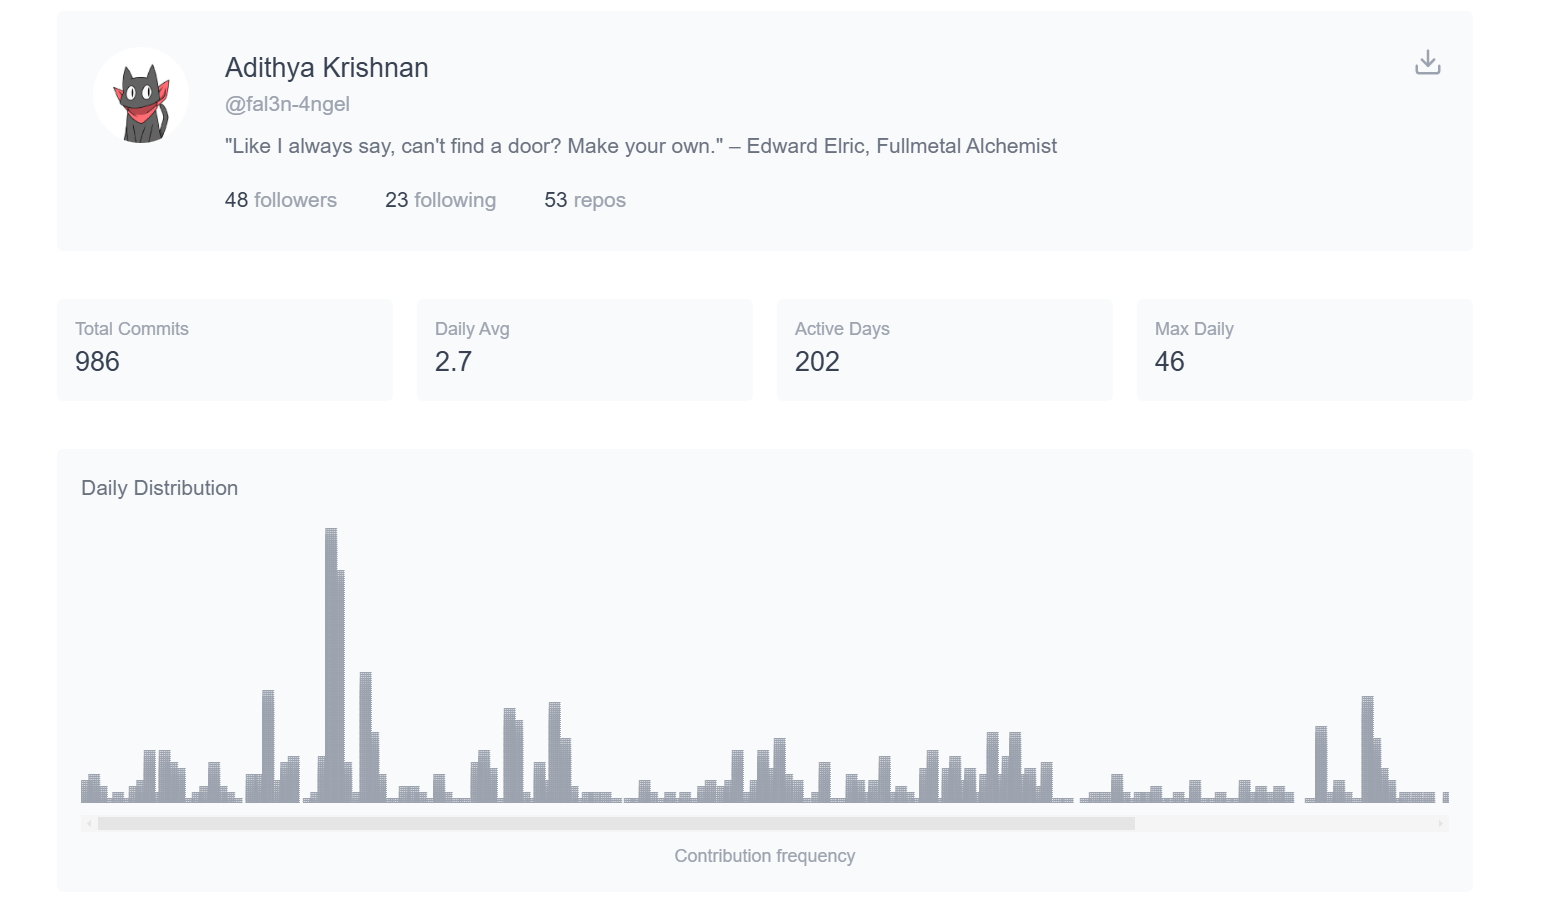 Adithya Krishnan
@fal3n-4ngel
"Like I always say, can't find a door? Make your own." – Edward Elric, Fullmetal Alchemist
48 followers 23 following 53 repos
Total Commits
986
Daily Avg
2.7
Active Days
202
Max Daily
46
Daily Distribution
Contribution frequency